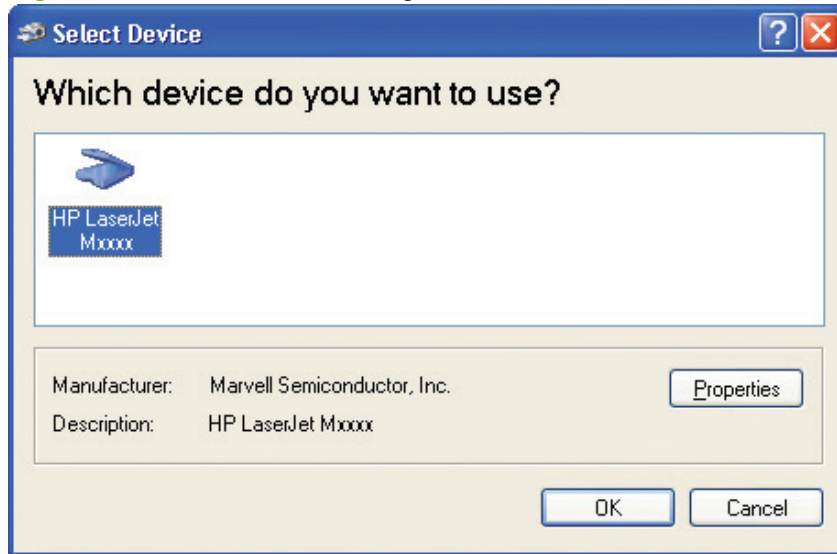 Select Device
Which device do you want to use?
HP LaserJet
Mxxxx
Manufacturer: Marvell Semiconductor, Inc.
Properties
Description: HP LaserJet Mxxxx
OK
Cancel